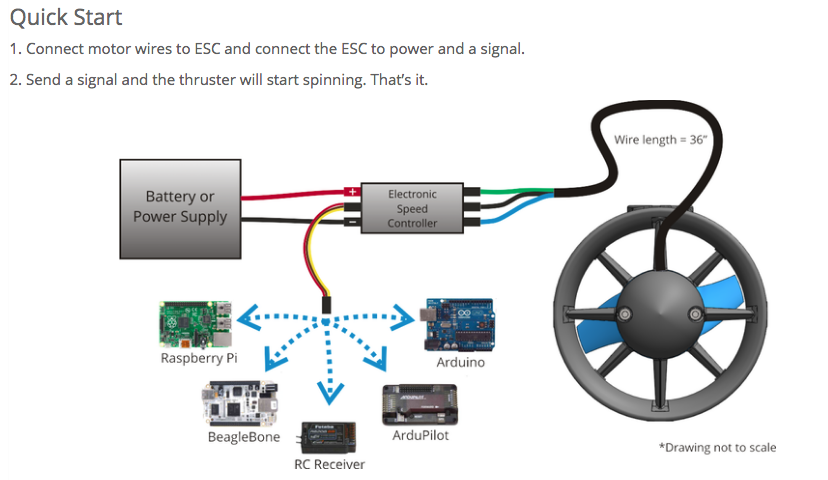 Quick Start
1. Connect motor wires to ESC and connect the ESC to power and a signal.
2. Send a signal and the thruster will start spinning. That's it.
Wire length = 36"
Battery or
Power Supply
+
Electronic
Speed
Controller
-
Raspberry Pi
Arduino
BeagleBone
Futaba
ArduPilot
RC Receiver
*Drawing not to scale